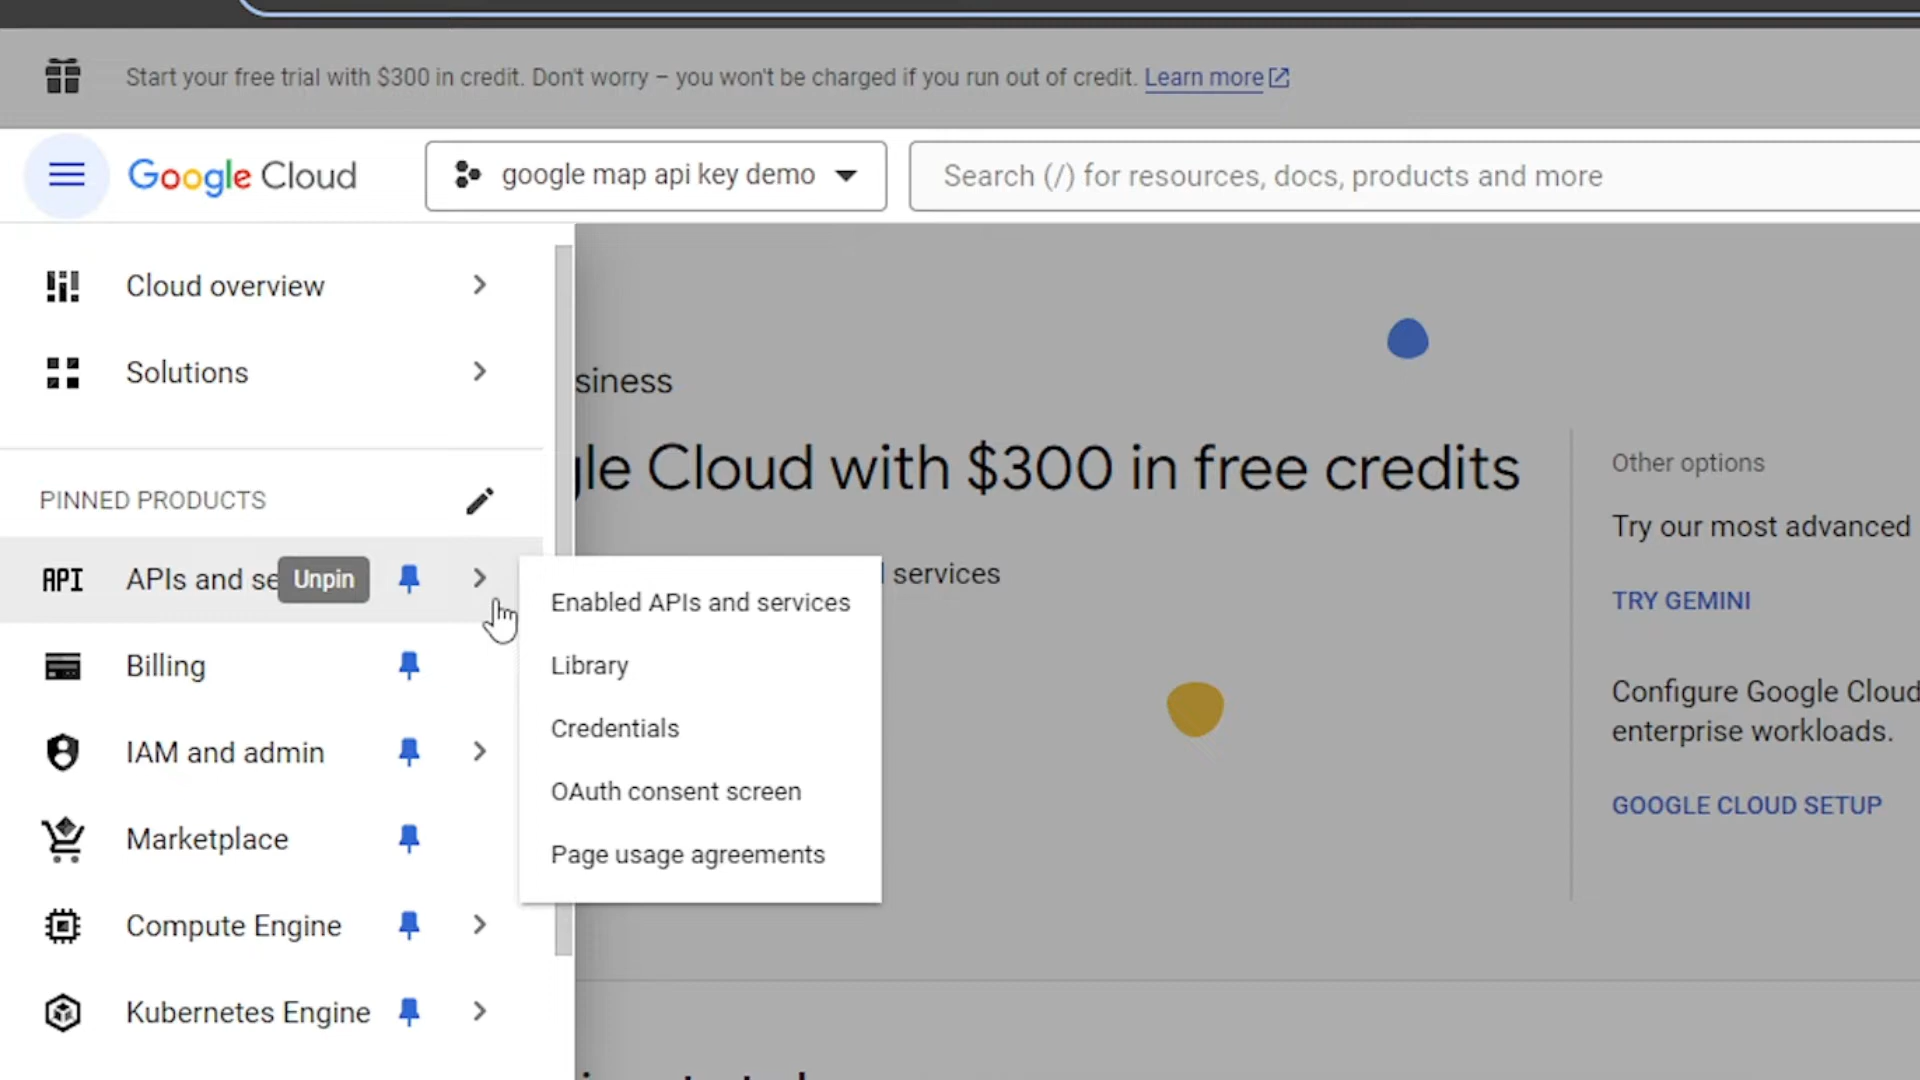 Start your free trial with $300 in credit. Don't worry – you won't be charged if you run out of credit. Learn more
Google Cloud
google map api key demo
Search (/) for resources, docs, products and more
Cloud overview
Solutions
siness
gle Cloud with $300 in free credits
Other options
Try our most advanced
PINNED PRODUCTS
API APIs and se
Unpin
services
Enabled APIs and services
TRY GEMINI
Billing
Library
Configure Google Cloud
enterprise workloads.
IAM and admin
Credentials
OAuth consent screen
GOOGLE CLOUD SETUP
Marketplace
Page usage agreements
Compute Engine
Kubernetes Engine